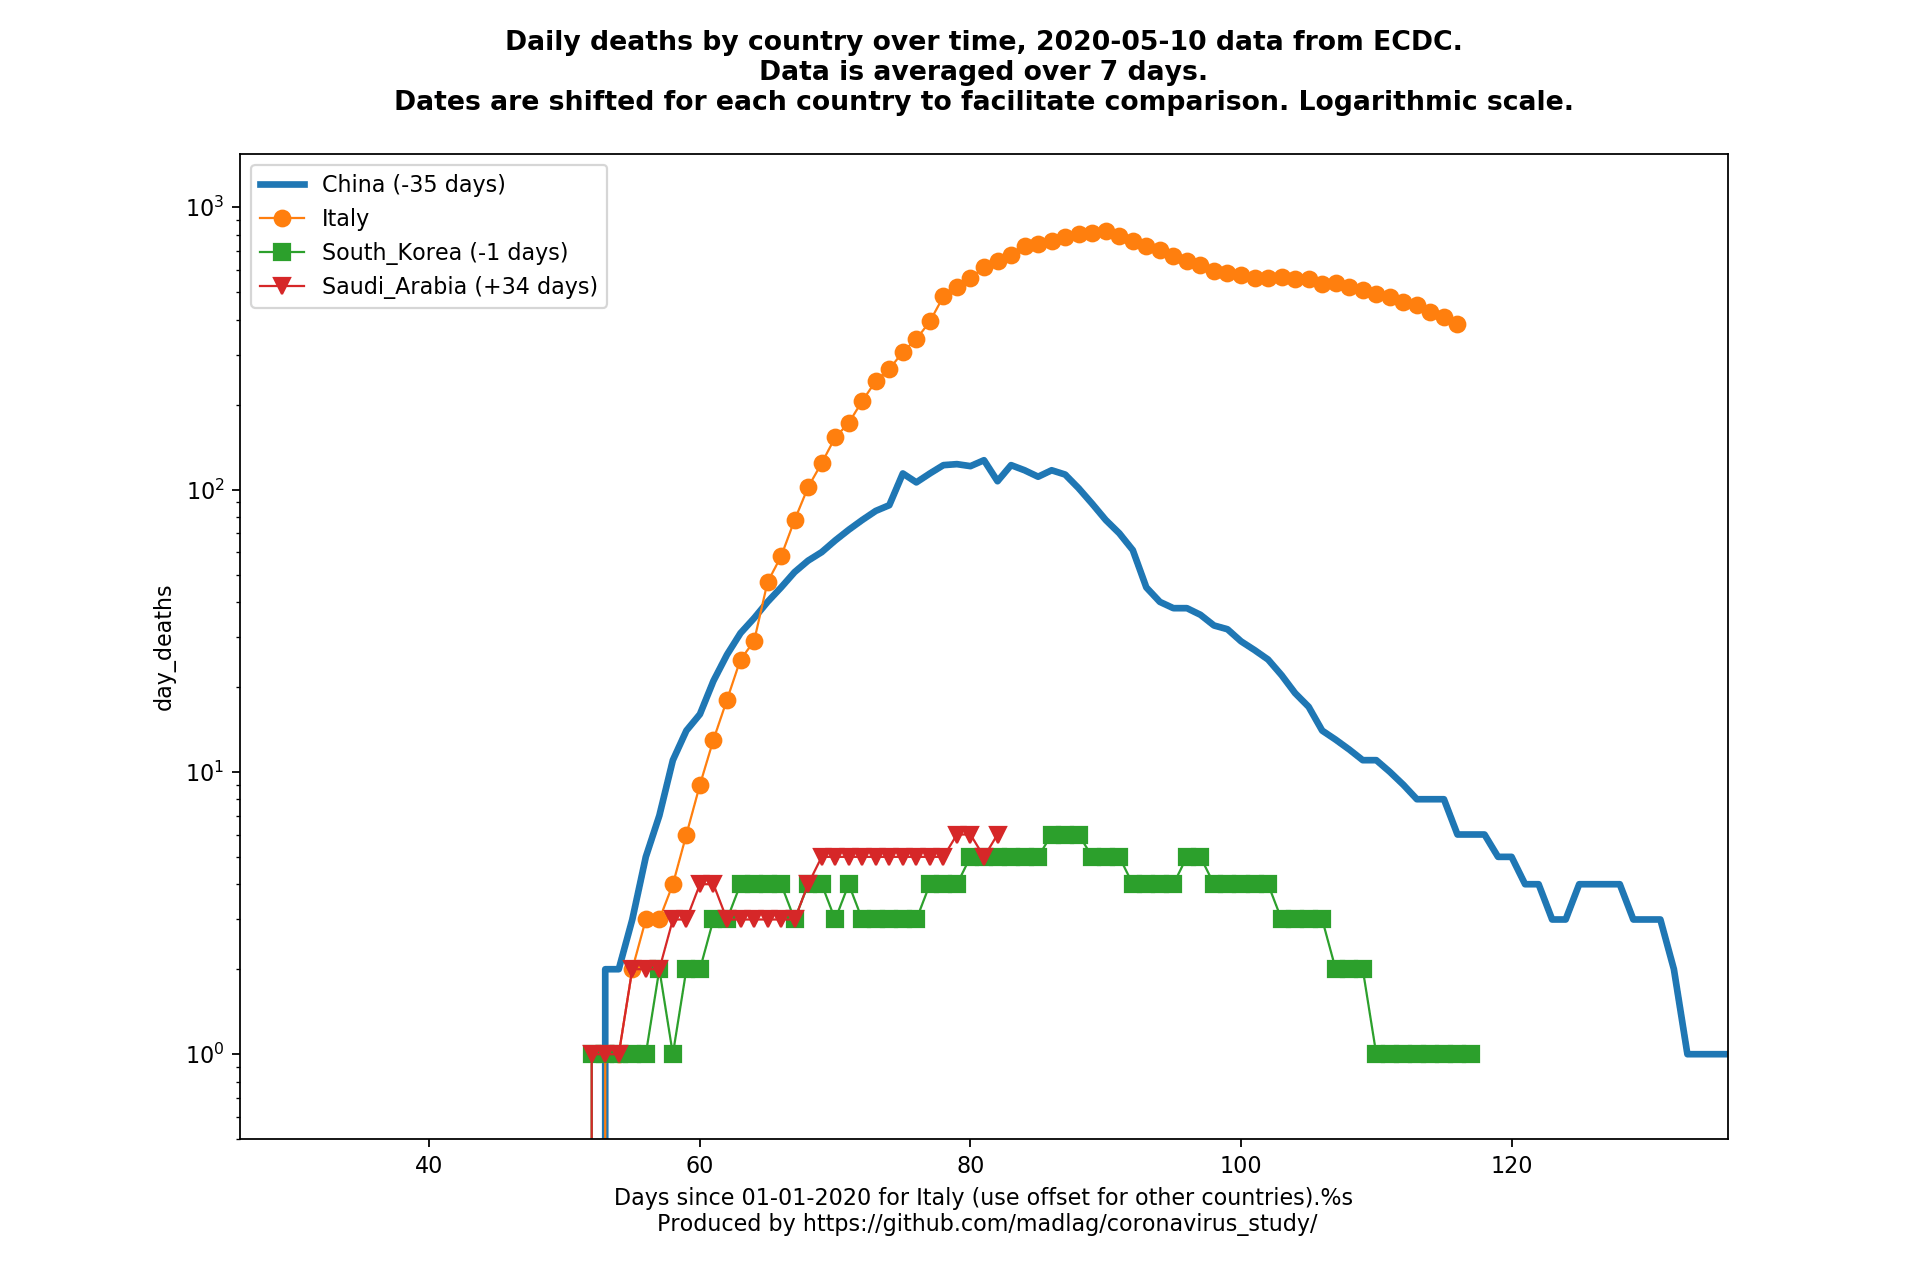 Daily deaths by country over time, 2020-05-10 data from ECDC.
Data is averaged over 7 days.
Dates are shifted for each country to facilitate comparison. Logarithmic scale.
China (-35 days)
Italy
South_Korea (-1 days)
Saudi_Arabia (+34 days)
10³
10²
10¹
10⁰
day_deaths
40 60 80 100 120
Days since 01-01-2020 for Italy (use offset for other countries).%s
Produced by https://github.com/madlag/coronavirus_study/